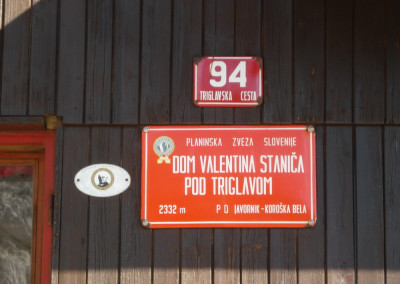 94
TRIGLAVSKA CESTA
PLANINSKA ZVEZA SLOVENIJE
DOM VALENTINA STANIČA
POD TRIGLAVOM
2332 m P D JAVORNIK-KOROŠKA BELA